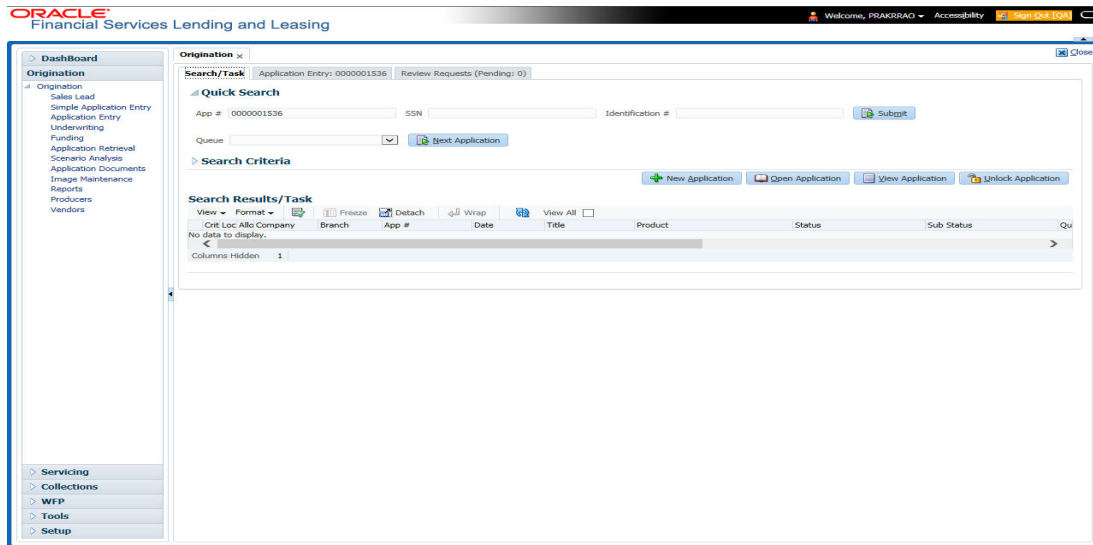 ORACLE
Financial Services Lending and Leasing
Welcome, PRAKRRAO Accessibility Sign Out [QA]
Close
DashBoard
Origination
Origination
Sales Lead
Simple Application Entry
Application Entry
Underwriting
Funding
Application Retrieval
Scenario Analysis
Application Documents
Image Maintenance
Reports
Producers
Vendors
Servicing
Collections
WFP
Tools
Setup
Origination
Search/Task Application Entry: 0000001536 Review Requests (Pending: 0)
Quick Search
App # 0000001536 SSN Identification # Submit
Queue Next Application
Search Criteria
New Application Open Application View Application Unlock Application
Search Results/Task
View Format Freeze Detach Wrap View All
Crit Loc Allo Company Branch App # Date Title Product Status Sub Status Qu
No data to display.
Columns Hidden 1